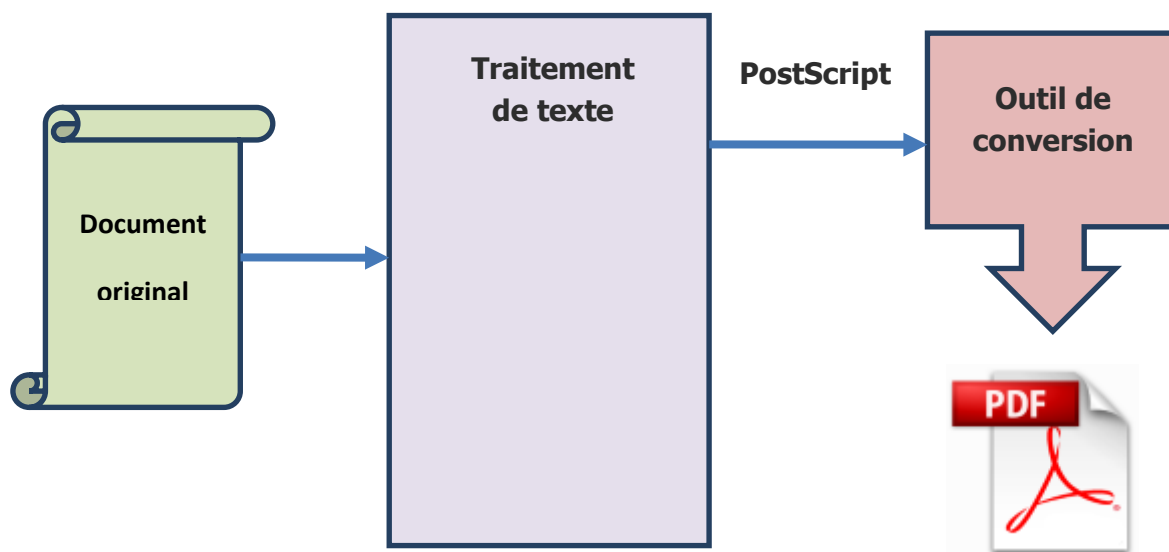 Document
original
Traitement
de texte
PostScript
Outil de
conversion
PDF